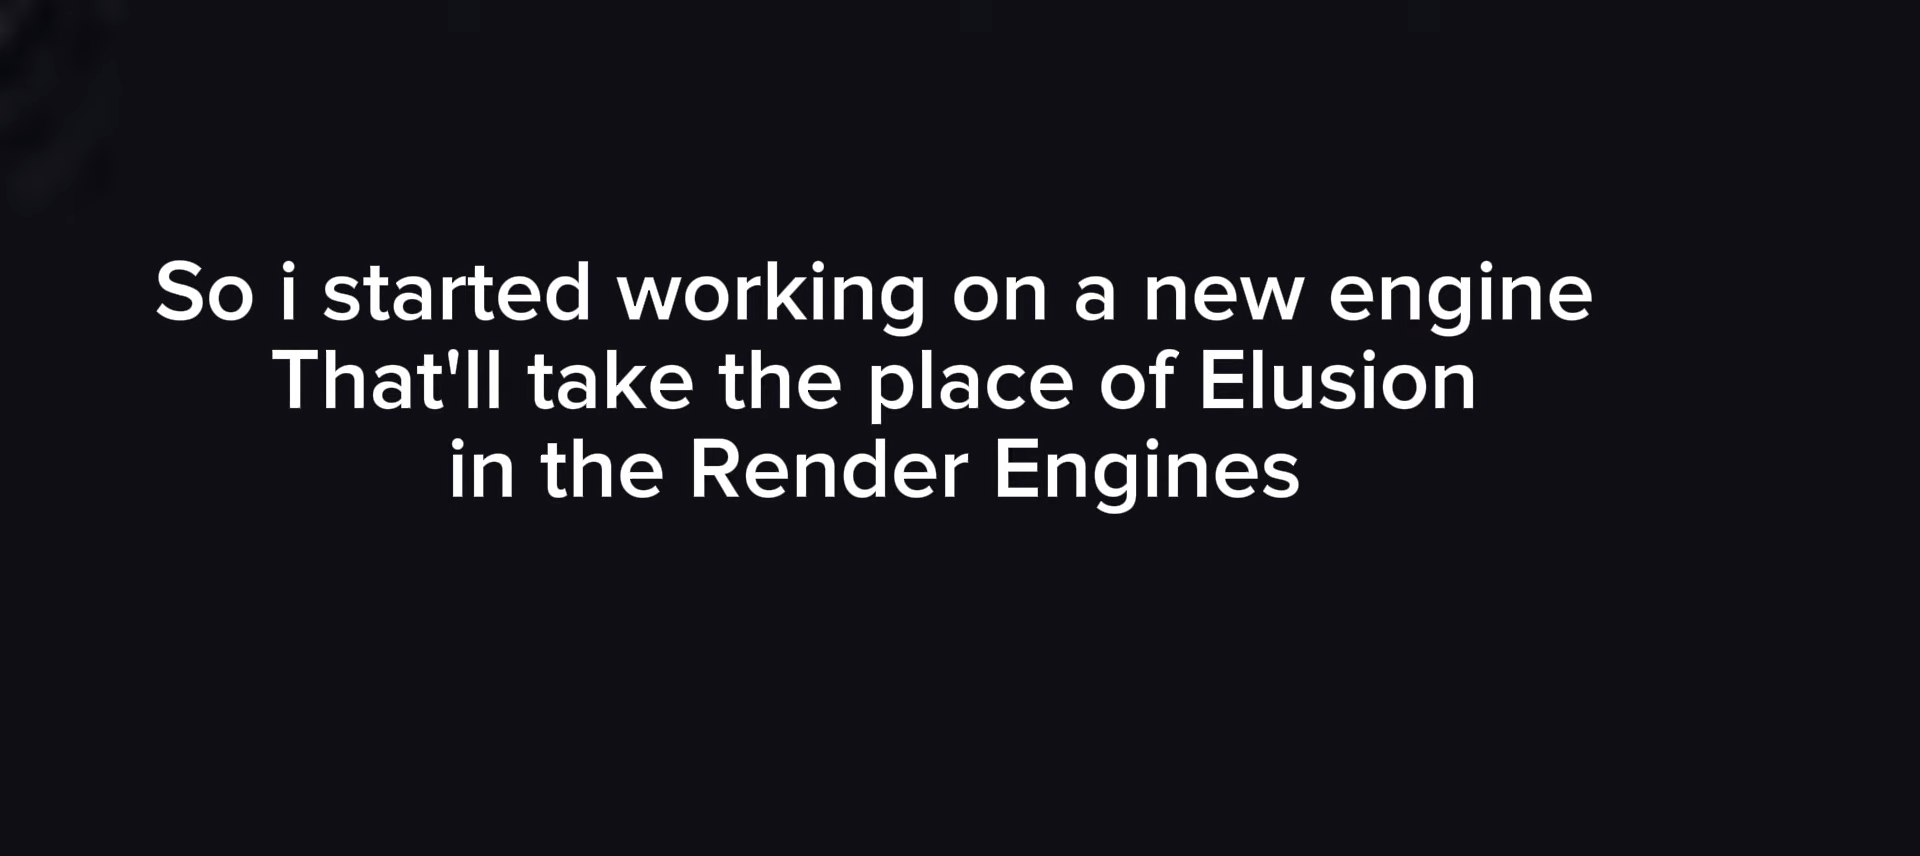 So i started working on a new engine
That'll take the place of Elusion
in the Render Engines